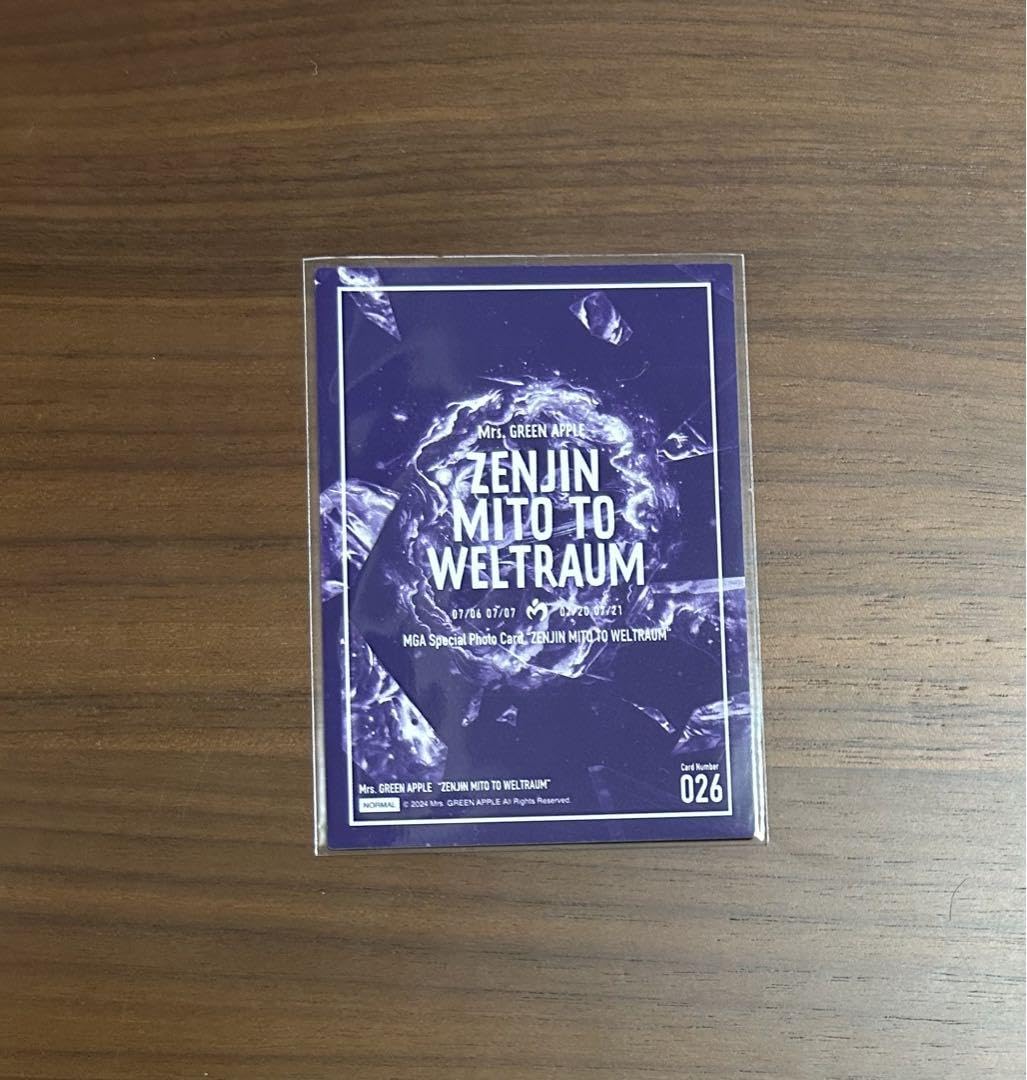 Mrs. GREEN APPLE
ZENJIN
MITO TO
WELTRAUM
07/06 07/07 07/20 07/21
MGA Special Photo Card "ZENJIN MITO TO WELTRAUM"
Card Number
026
Mrs. GREEN APPLE "ZENJIN MITO TO WELTRAUM"
NORMAL © 2024 Mrs. GREEN APPLE All Rights Reserved.